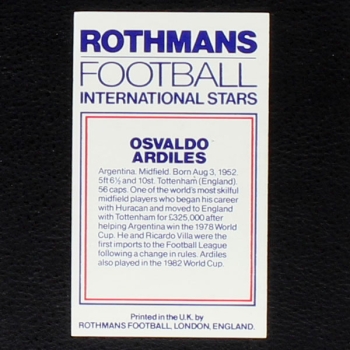 ROTHMANS
FOOTBALL
INTERNATIONAL STARS
OSVALDO
ARDILES
Argentina. Midfield. Born Aug 3, 1952.
5ft 6½ and 10st. Tottenham (England).
56 caps. One of the world's most skilful
midfield players who began his career
with Huracan and moved to England
with Tottenham for £325,000 after
helping Argentina win the 1978 World
Cup. He and Ricardo Villa were the
first imports to the Football League
following a change in rules. Ardiles
also played in the 1982 World Cup.
Printed in the U.K. by
ROTHMANS FOOTBALL, LONDON, ENGLAND.